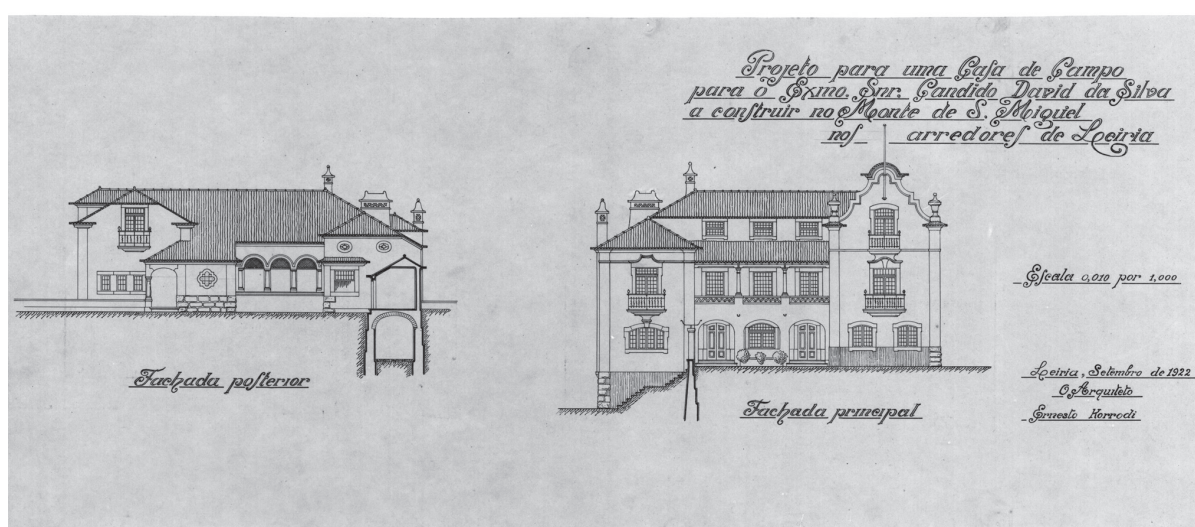 Projeto para uma Casa de Campo
para o Exmo. Snr. Candido David da Silva
a construir no Monte de S. Miguel
nos arredores de Leiria
Escala 0,010 por 1,000
Fachada posterior
Fachada principal
Leiria, Setembro de 1922
O Arquiteto
Ernesto Korrodi